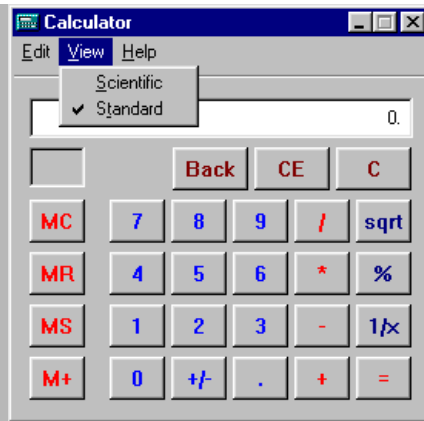 Calculator
Edit View Help
Scientific
Standard
0.
Back CE C
MC 7 8 9 / sqrt
MR 4 5 6 * %
MS 1 2 3 - 1/x
M+ 0 +/- . + =